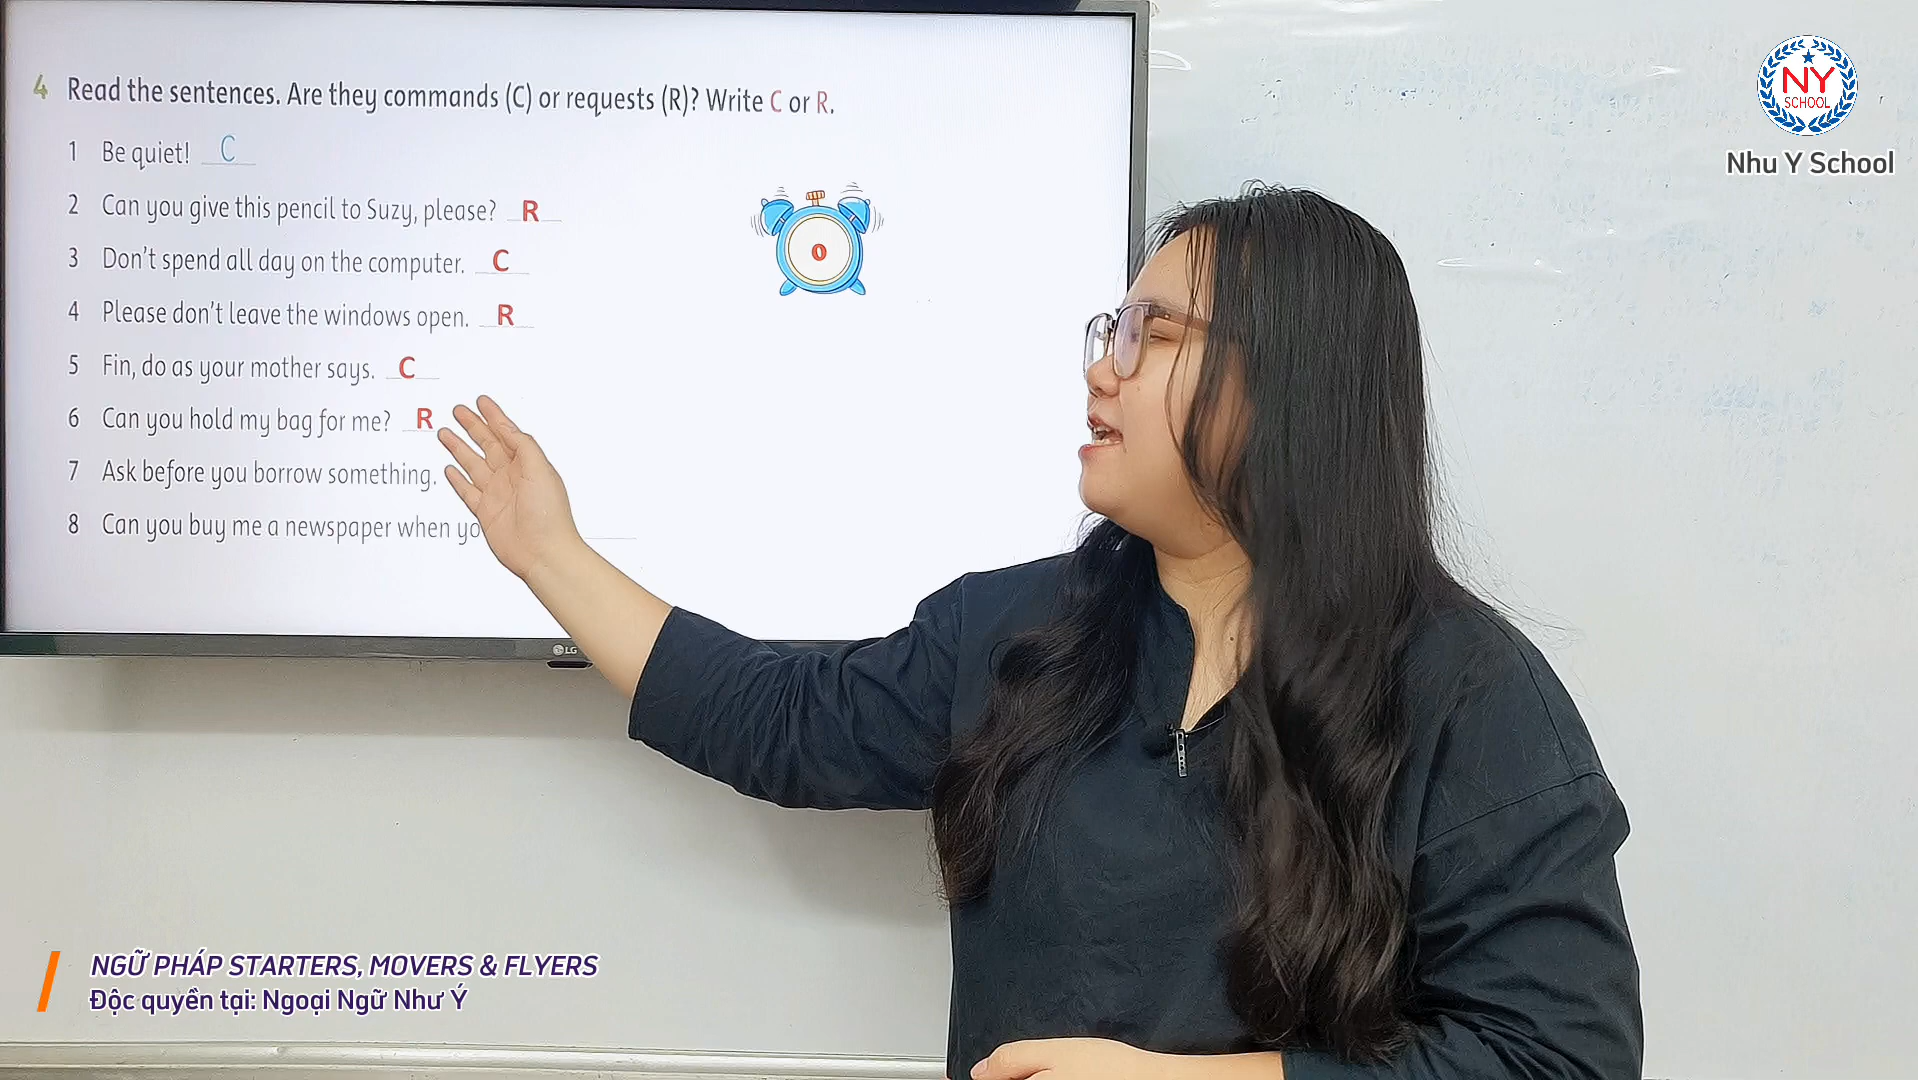 4 Read the sentences. Are they commands (C) or requests (R)? Write C or R.
1 Be quiet! C
2 Can you give this pencil to Suzy, please? R
3 Don't spend all day on the computer. C
4 Please don't leave the windows open. R
5 Fin, do as your mother says. C
6 Can you hold my bag for me? R
7 Ask before you borrow something.
8 Can you buy me a newspaper when
0
LG
NY
SCHOOL
Nhu Y School
NGỮ PHÁP STARTERS, MOVERS & FLYERS
Độc quyền tại: Ngoại Ngữ Như Ý